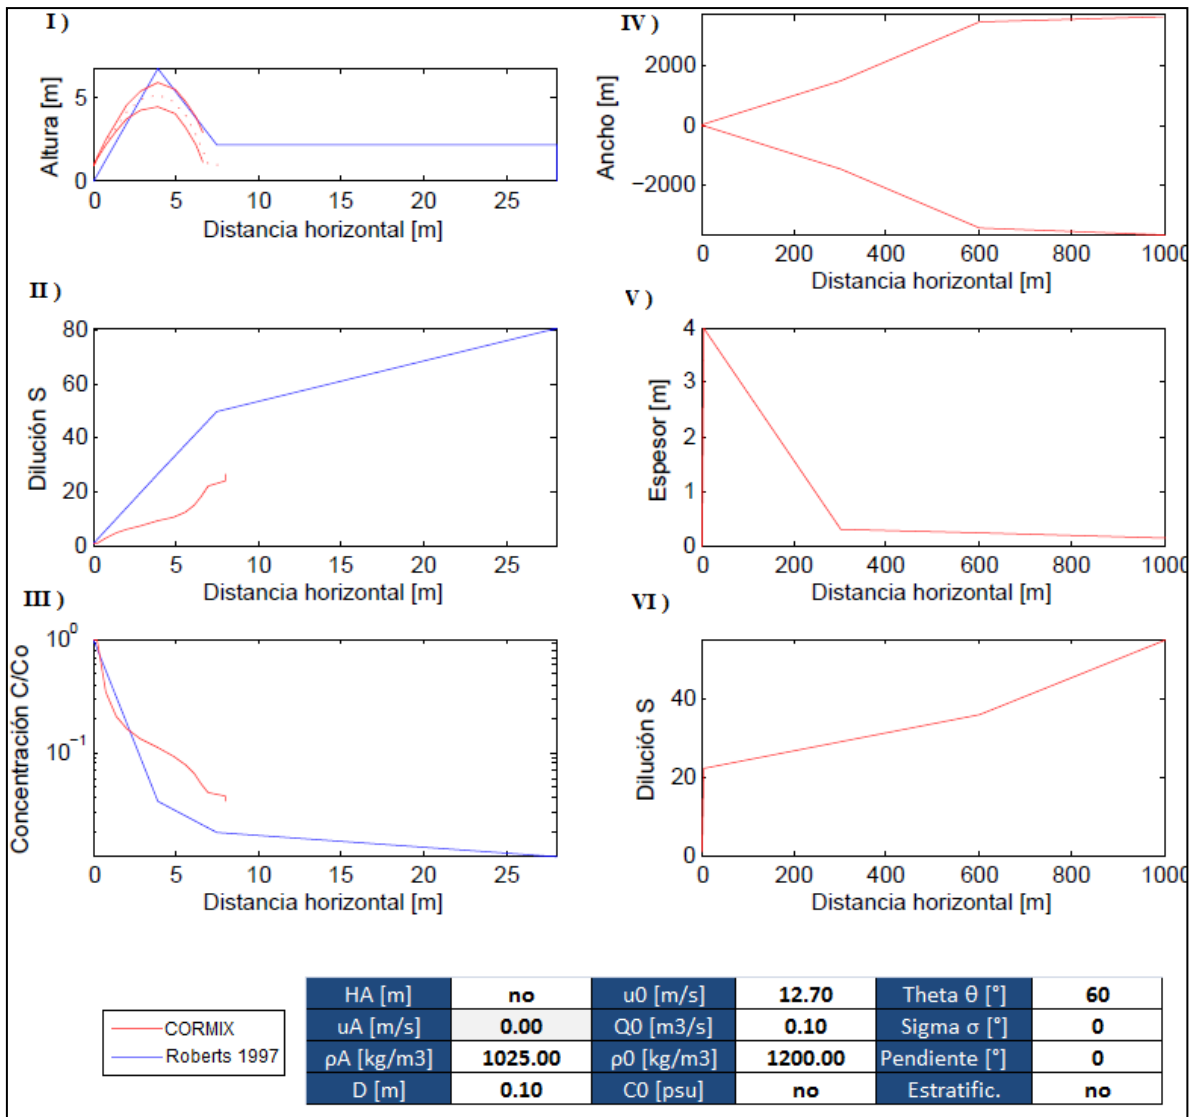 I )
Altura [m]
5
0
0 5 10 15 20 25
Distancia horizontal [m]
II )
Dilución S
80
60
40
20
0
0 5 10 15 20 25
Distancia horizontal [m]
III )
Concentración C/Co
10^0
10^−1
0 5 10 15 20 25
Distancia horizontal [m]
IV )
Ancho [m]
2000
0
−2000
0 200 400 600 800 1000
Distancia horizontal [m]
V )
Espesor [m]
4
3
2
1
0
0 200 400 600 800 1000
Distancia horizontal [m]
VI )
Dilución S
40
20
0
0 200 400 600 800 1000
Distancia horizontal [m]
CORMIX
Roberts 1997
HA [m] no u0 [m/s] 12.70 Theta θ [°] 60
uA [m/s] 0.00 Q0 [m3/s] 0.10 Sigma σ [°] 0
ρA [kg/m3] 1025.00 ρ0 [kg/m3] 1200.00 Pendiente [°] 0
D [m] 0.10 C0 [psu] no Estratific. no